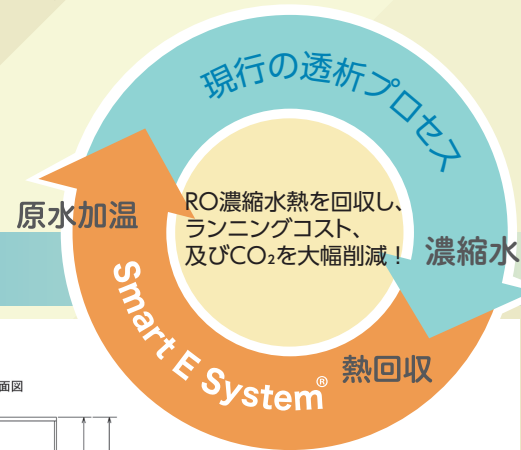 現行の透析プロセス
原水加温
RO濃縮水熱を回収し、
ランニングコスト、
及びCO₂を大幅削減！
濃縮水
Smart E System®
熱回収
面図